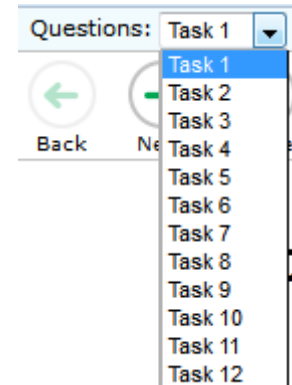 Questions: Task 1
Task 1
Task 2
Task 3
Task 4
Task 5
Task 6
Task 7
Task 8
Task 9
Task 10
Task 11
Task 12
Back